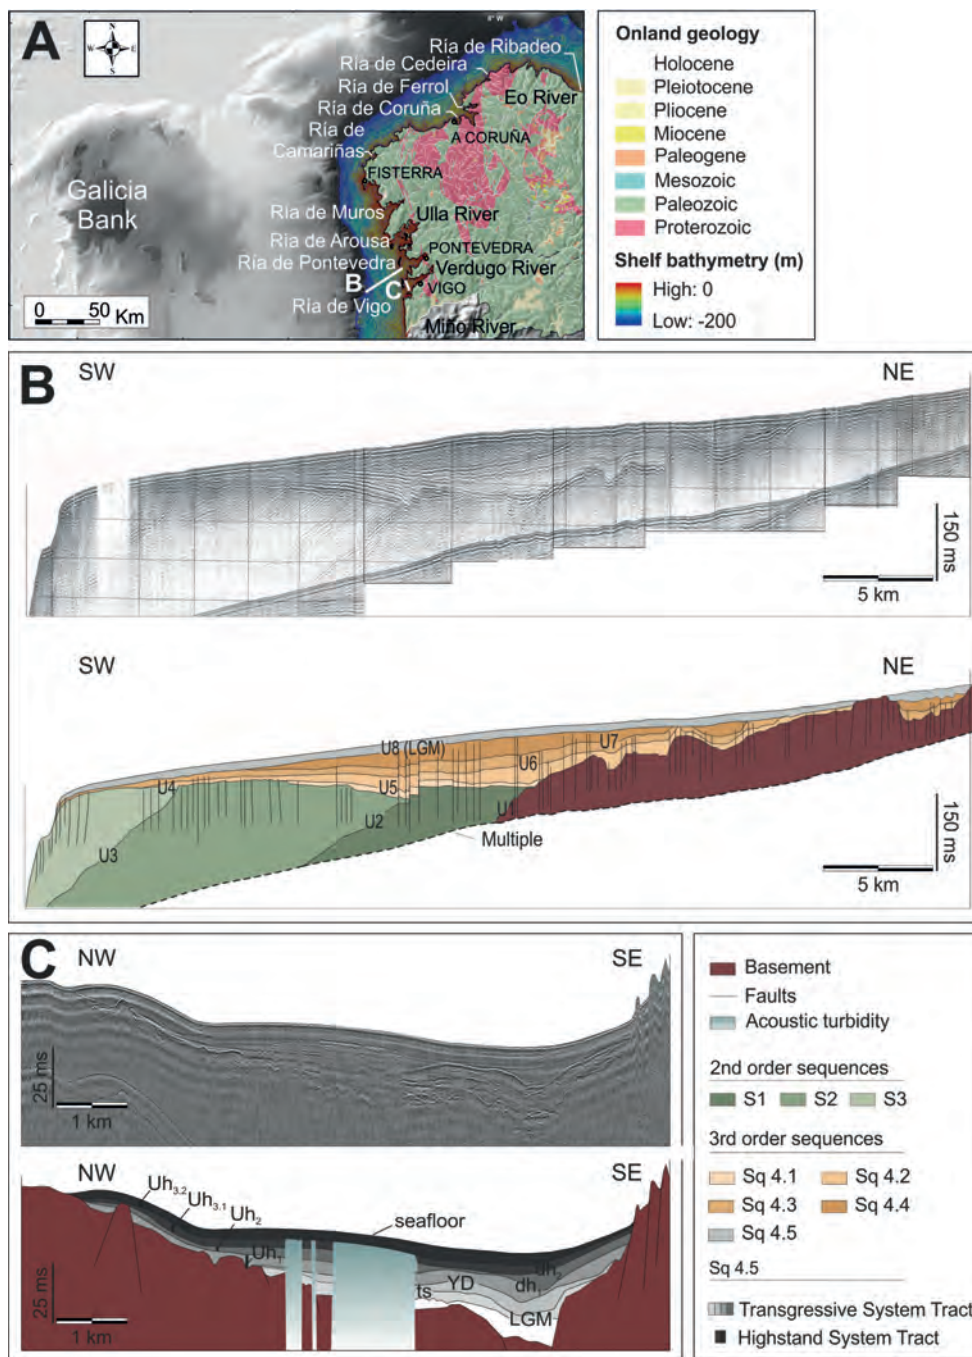 A
N
W E
S
8° W
Ría de Ribadeo
Ría de Cedeira
Ría de Ferrol
Eo River
Ría de Coruña
Ría de
Camariñas
A CORUÑA
FISTERRA
Galicia
Bank
Ria de Muros
Ulla River
Ria de Arousa
PONTEVEDRA
Ría de Pontevedra
Verdugo River
B
C
VIGO
Ría de Vigo
Miño River
0 50
Km
Onland geology
Holocene
Pleiotocene
Pliocene
Miocene
Paleogene
Mesozoic
Paleozoic
Proterozoic
Shelf bathymetry (m)
High: 0
Low: -200
B
SW
NE
150 ms
5 km
SW
NE
U8 (LGM)
U7
U6
U4
U5
U1
U2
Multiple
U3
150 ms
5 km
C
NW
SE
25 ms
1 km
NW
SE
Uh3.2
Uh3.1
Uh2
seafloor
Uh1
dh2
YD
dh1
ts
LGM
25 ms
1 km
Basement
Faults
Acoustic turbidity
2nd order sequences
S1 S2 S3
3rd order sequences
Sq 4.1 Sq 4.2
Sq 4.3 Sq 4.4
Sq 4.5
Sq 4.5
Transgressive System Tract
Highstand System Tract